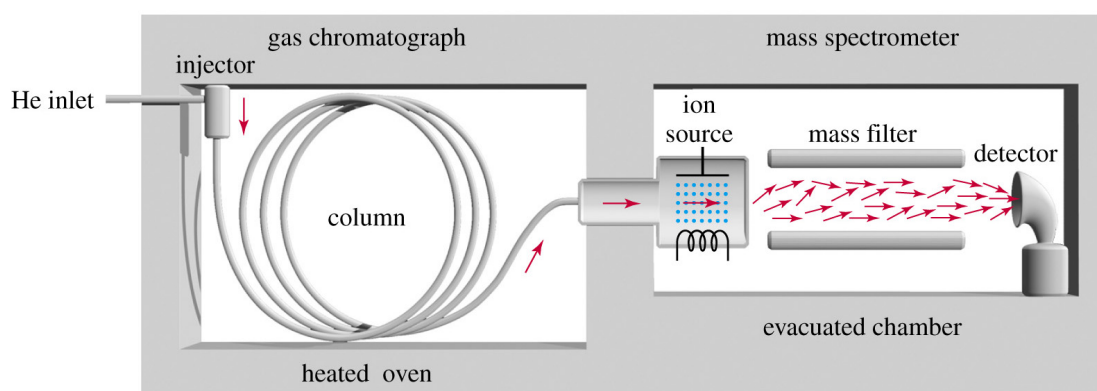 gas chromatograph
mass spectrometer
injector
He inlet
ion
source
mass filter
detector
column
evacuated chamber
heated oven